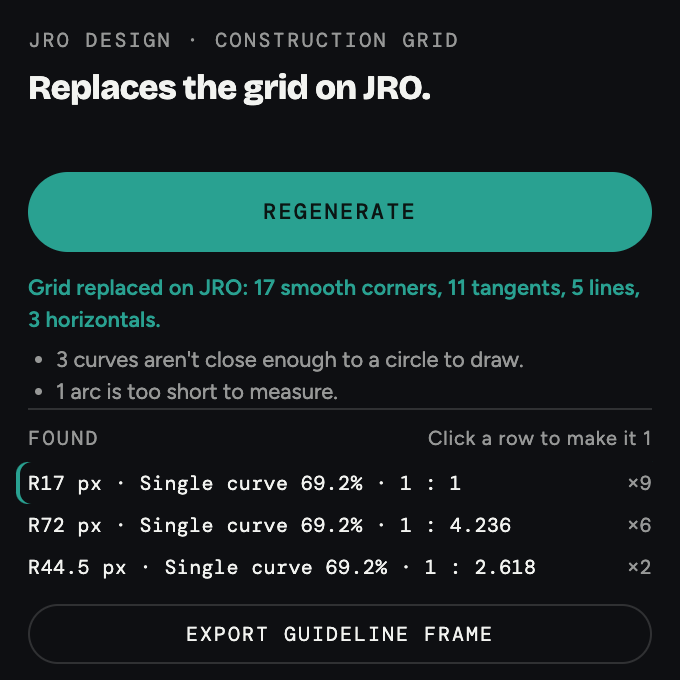 JRO DESIGN · CONSTRUCTION GRID
Replaces the grid on JRO.
REGENERATE
Grid replaced on JRO: 17 smooth corners, 11 tangents, 5 lines,
3 horizontals.
• 3 curves aren't close enough to a circle to draw.
• 1 arc is too short to measure.
FOUND Click a row to make it 1
R17 px · Single curve 69.2% · 1 : 1 ×9
R72 px · Single curve 69.2% · 1 : 4.236 ×6
R44.5 px · Single curve 69.2% · 1 : 2.618 ×2
EXPORT GUIDELINE FRAME